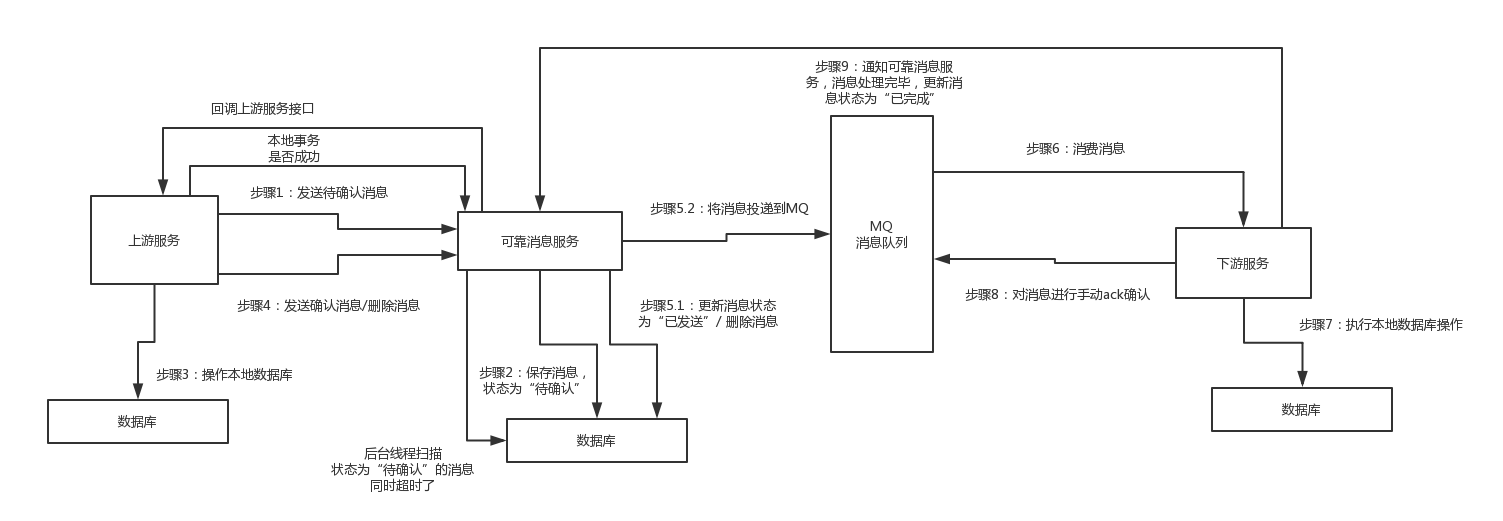 步骤9：通知可靠消息服
务，消息处理完毕，更新消
息状态为“已完成”
回调上游服务接口
本地事务
是否成功
步骤1：发送待确认消息
步骤6：消费消息
步骤5.2：将消息投递到MQ
上游服务
可靠消息服务
MQ
消息队列
下游服务
步骤4：发送确认消息/删除消息
步骤5.1：更新消息状态
为“已发送”/ 删除消息
步骤8：对消息进行手动ack确认
步骤7：执行本地数据库操作
步骤3：操作本地数据库
步骤2：保存消息，
状态为“待确认”
数据库
数据库
数据库
后台线程扫描
状态为“待确认”的消息
同时超时了